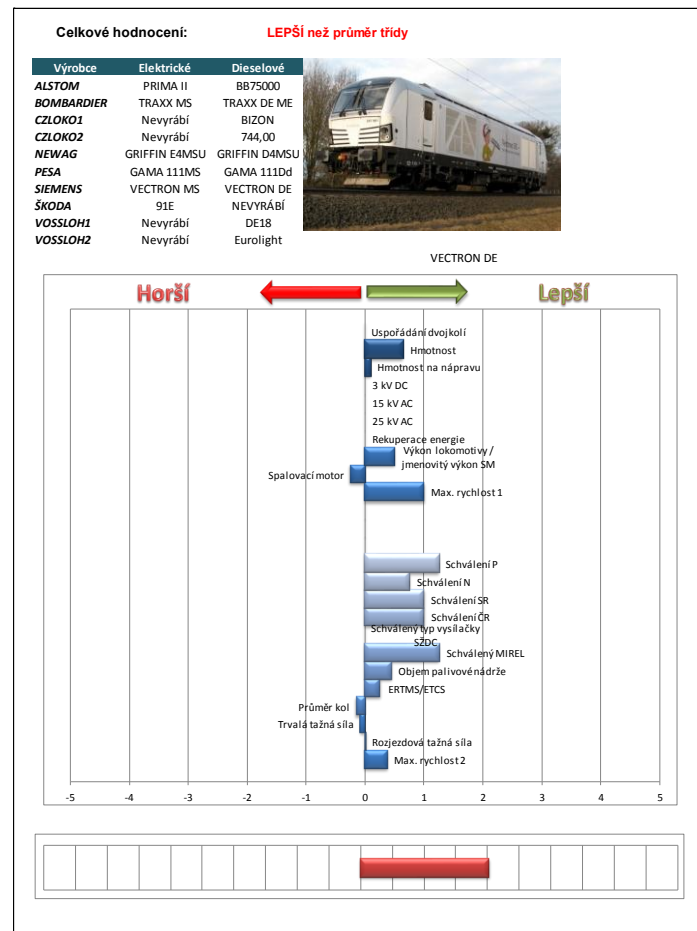 Celkové hodnocení: LEPŠÍ než průměr třídy
Výrobce Elektrické Dieselové
ALSTOM PRIMA II BB75000
BOMBARDIER TRAXX MS TRAXX DE ME
CZLOKO1 Nevyrábí BIZON
CZLOKO2 Nevyrábí 744,00
NEWAG GRIFFIN E4MSU GRIFFIN D4MSU
PESA GAMA 111MS GAMA 111Dd
SIEMENS VECTRON MS VECTRON DE
ŠKODA 91E NEVYRÁBÍ
VOSSLOH1 Nevyrábí DE18
VOSSLOH2 Nevyrábí Eurolight
VECTRON DE
Horší Lepší
Uspořádání dvojkolí
Hmotnost
Hmotnost na nápravu
3 kV DC
15 kV AC
25 kV AC
Rekuperace energie
Výkon lokomotivy /
jmenovitý výkon SM
Spalovací motor
Max. rychlost 1
Schválení P
Schválení N
Schválení SR
Schválení ČR
Schválený typ vysílačky
SŽDC
Schválený MIREL
Objem palivové nádrže
ERTMS/ETCS
Průměr kol
Trvalá tažná síla
Rozjezdová tažná síla
Max. rychlost 2
-5 -4 -3 -2 -1 0 1 2 3 4 5